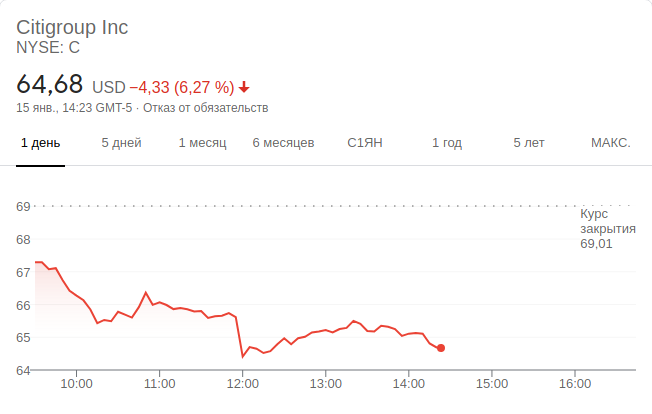 Citigroup Inc
NYSE: C
64,68 USD −4,33 (6,27 %)
15 янв., 14:23 GMT-5 · Отказ от обязательств
1 день 5 дней 1 месяц 6 месяцев С1ЯН 1 год 5 лет МАКС.
69
Курс
закрытия
69,01
68
67
66
65
64
10:00 11:00 12:00 13:00 14:00 15:00 16:00